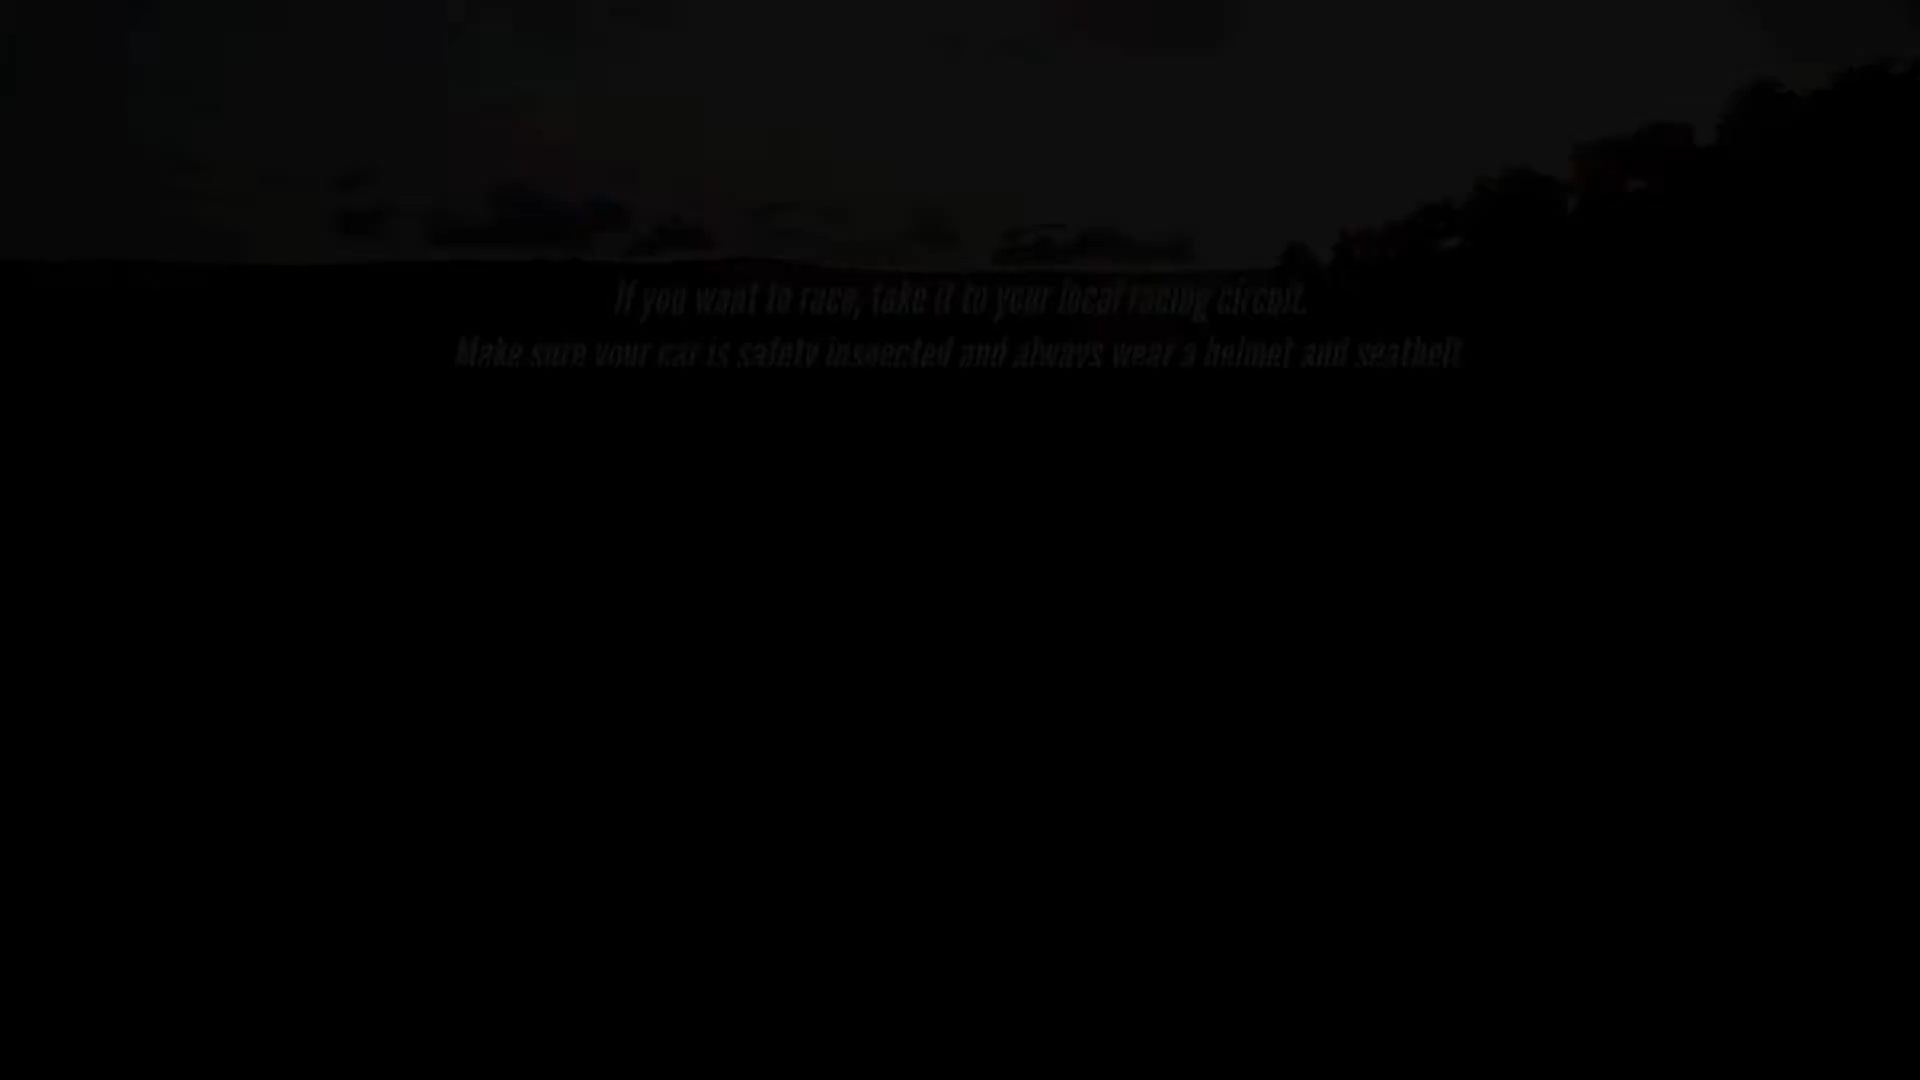 If you want to race, take it to your local racing circuit.
Make sure your car is safety inspected and always wear a helmet and seatbelt